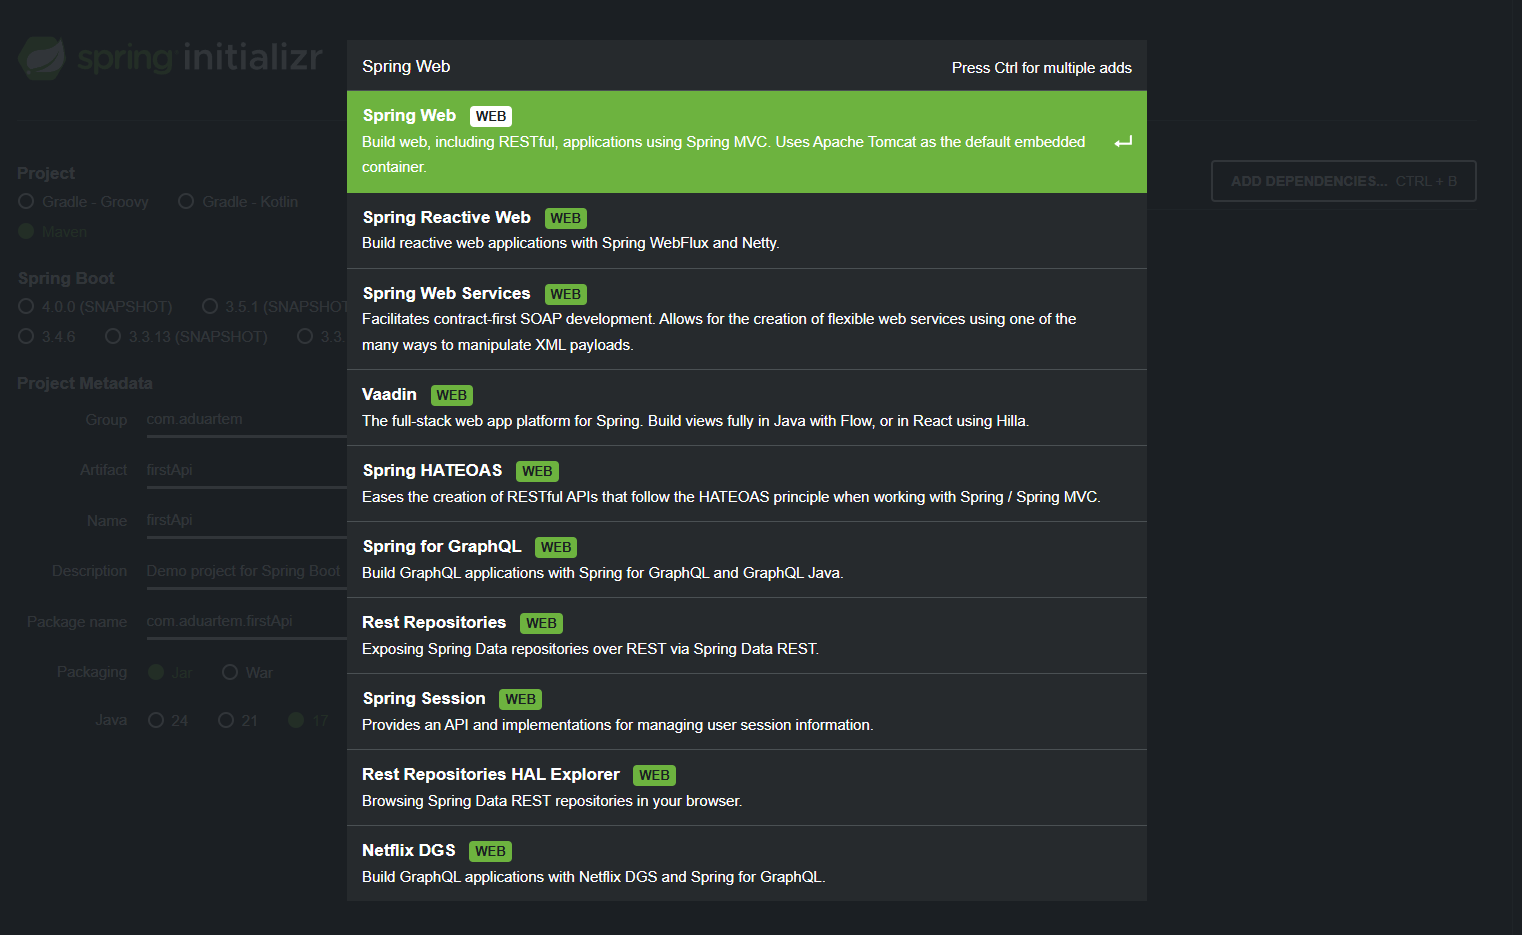 spring initializr
Spring Web
Press Ctrl for multiple adds
Spring Web WEB
Build web, including RESTful, applications using Spring MVC. Uses Apache Tomcat as the default embedded
container.
Spring Reactive Web WEB
Build reactive web applications with Spring WebFlux and Netty.
Spring Web Services WEB
Facilitates contract-first SOAP development. Allows for the creation of flexible web services using one of the
many ways to manipulate XML payloads.
Vaadin WEB
The full-stack web app platform for Spring. Build views fully in Java with Flow, or in React using Hilla.
Spring HATEOAS WEB
Eases the creation of RESTful APIs that follow the HATEOAS principle when working with Spring / Spring MVC.
Spring for GraphQL WEB
Build GraphQL applications with Spring for GraphQL and GraphQL Java.
Rest Repositories WEB
Exposing Spring Data repositories over REST via Spring Data REST.
Spring Session WEB
Provides an API and implementations for managing user session information.
Rest Repositories HAL Explorer WEB
Browsing Spring Data REST repositories in your browser.
Netflix DGS WEB
Build GraphQL applications with Netflix DGS and Spring for GraphQL.
Project
Gradle - Groovy Gradle - Kotlin
Maven
Spring Boot
4.0.0 (SNAPSHOT) 3.5.1 (SNAPSHOT
3.4.6 3.3.13 (SNAPSHOT) 3.3.
Project Metadata
Group com.aduartem
Artifact firstApi
Name firstApi
Description Demo project for Spring Boot
Package name com.aduartem.firstApi
Packaging Jar War
Java 24 21 17
ADD DEPENDENCIES... CTRL + B